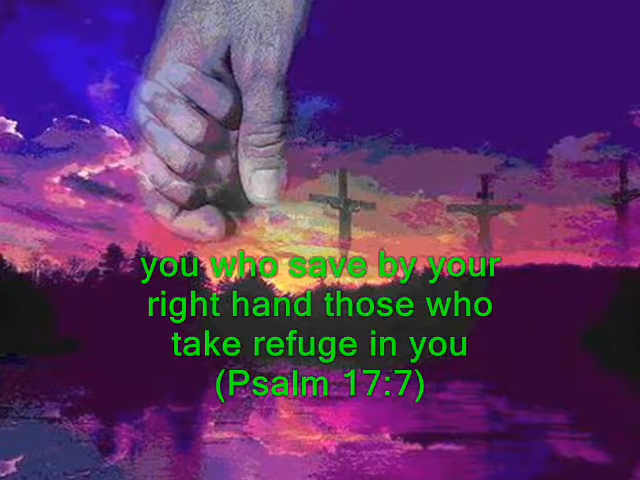 you who save by your
right hand those who
take refuge in you
(Psalm 17:7)